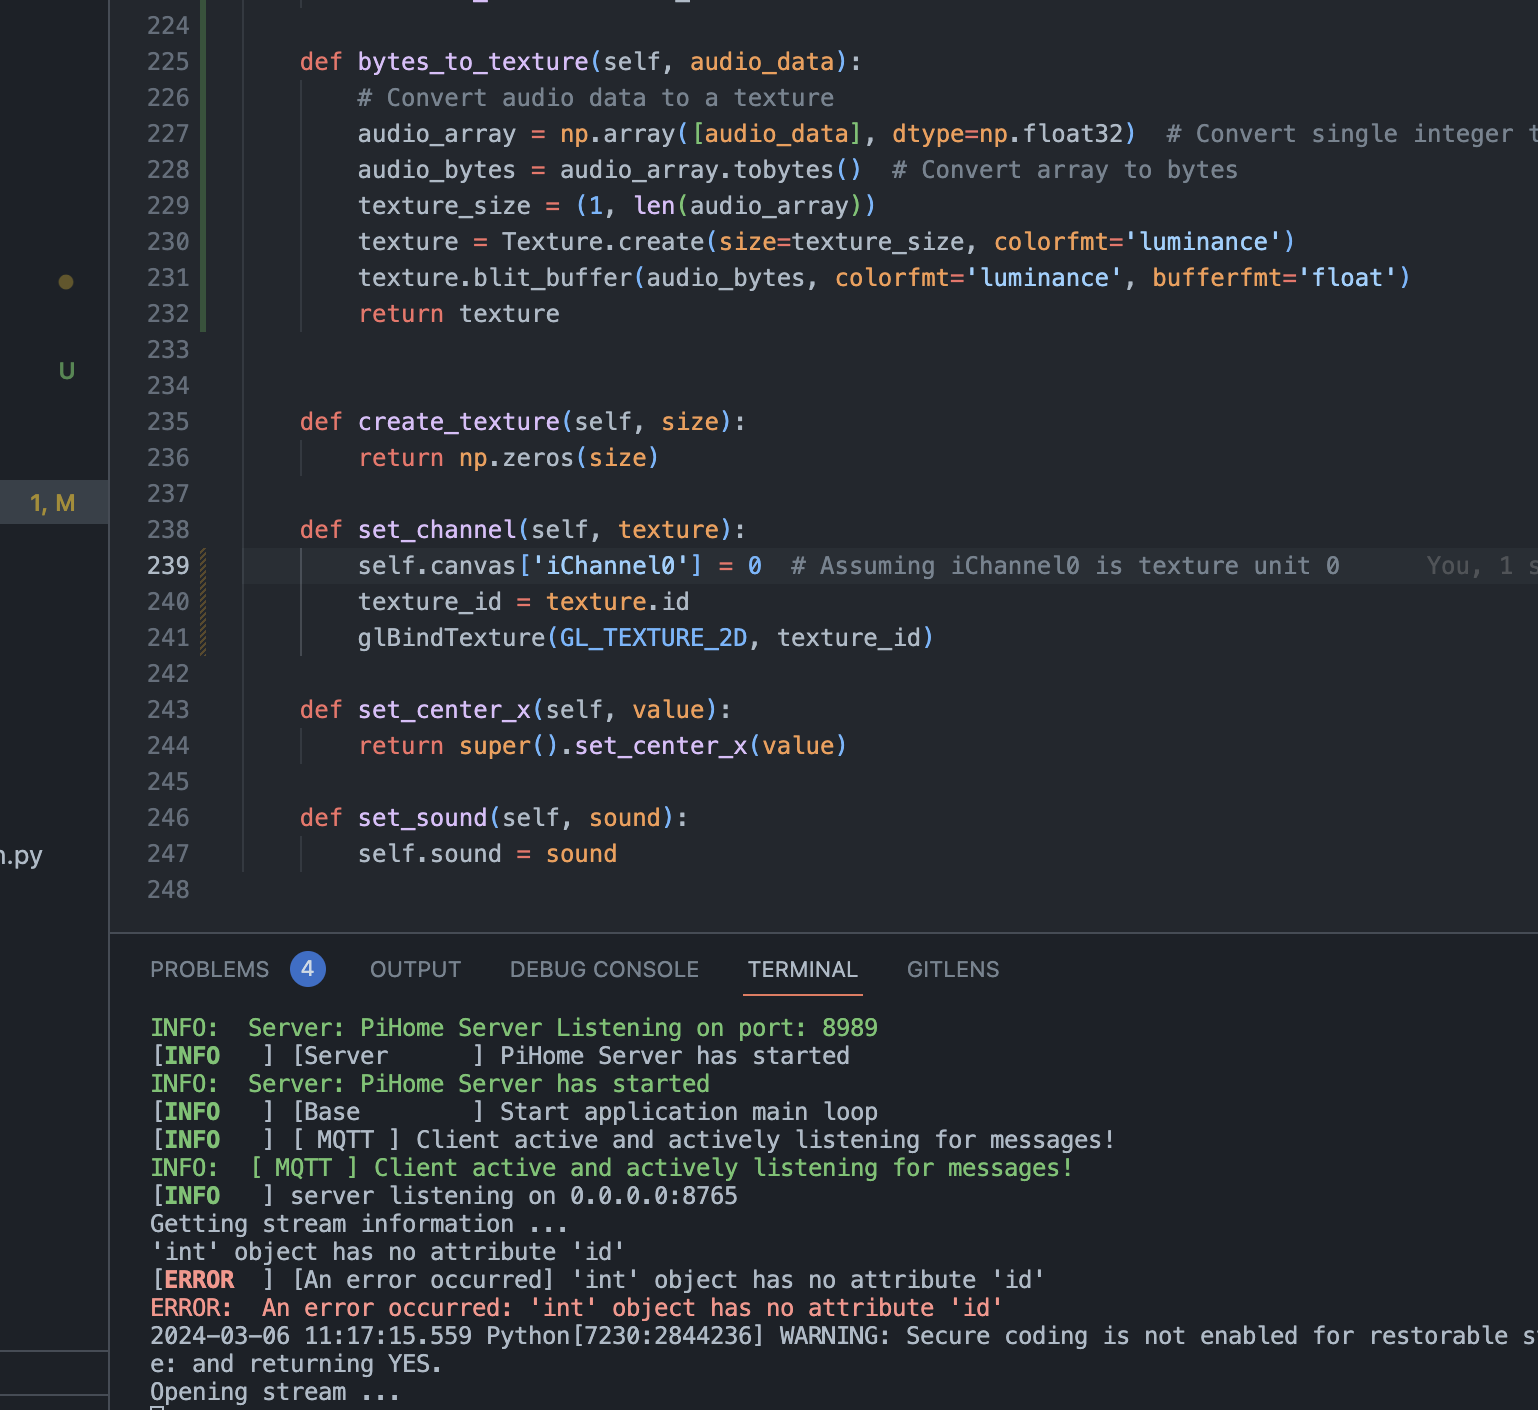 224
225 def bytes_to_texture(self, audio_data):
226 # Convert audio data to a texture
227 audio_array = np.array([audio_data], dtype=np.float32)  # Convert single integer t
228 audio_bytes = audio_array.tobytes()  # Convert array to bytes
229 texture_size = (1, len(audio_array))
230 texture = Texture.create(size=texture_size, colorfmt='luminance')
231 texture.blit_buffer(audio_bytes, colorfmt='luminance', bufferfmt='float')
232 return texture
233
234
235 def create_texture(self, size):
236 return np.zeros(size)
237
238 def set_channel(self, texture):
239 self.canvas['iChannel0'] = 0  # Assuming iChannel0 is texture unit 0 You, 1 s
240 texture_id = texture.id
241 glBindTexture(GL_TEXTURE_2D, texture_id)
242
243 def set_center_x(self, value):
244 return super().set_center_x(value)
245
246 def set_sound(self, sound):
247 self.sound = sound
248
U
1, M
n.py
PROBLEMS 4 OUTPUT DEBUG CONSOLE TERMINAL GITLENS
INFO:  Server: PiHome Server Listening on port: 8989
[INFO   ] [Server      ] PiHome Server has started
INFO:  Server: PiHome Server has started
[INFO   ] [Base        ] Start application main loop
[INFO   ] [ MQTT ] Client active and actively listening for messages!
INFO:  [ MQTT ] Client active and actively listening for messages!
[INFO   ] server listening on 0.0.0.0:8765
Getting stream information ...
'int' object has no attribute 'id'
[ERROR  ] [An error occurred] 'int' object has no attribute 'id'
ERROR:  An error occurred: 'int' object has no attribute 'id'
2024-03-06 11:17:15.559 Python[7230:2844236] WARNING: Secure coding is not enabled for restorable s
e: and returning YES.
Opening stream ...